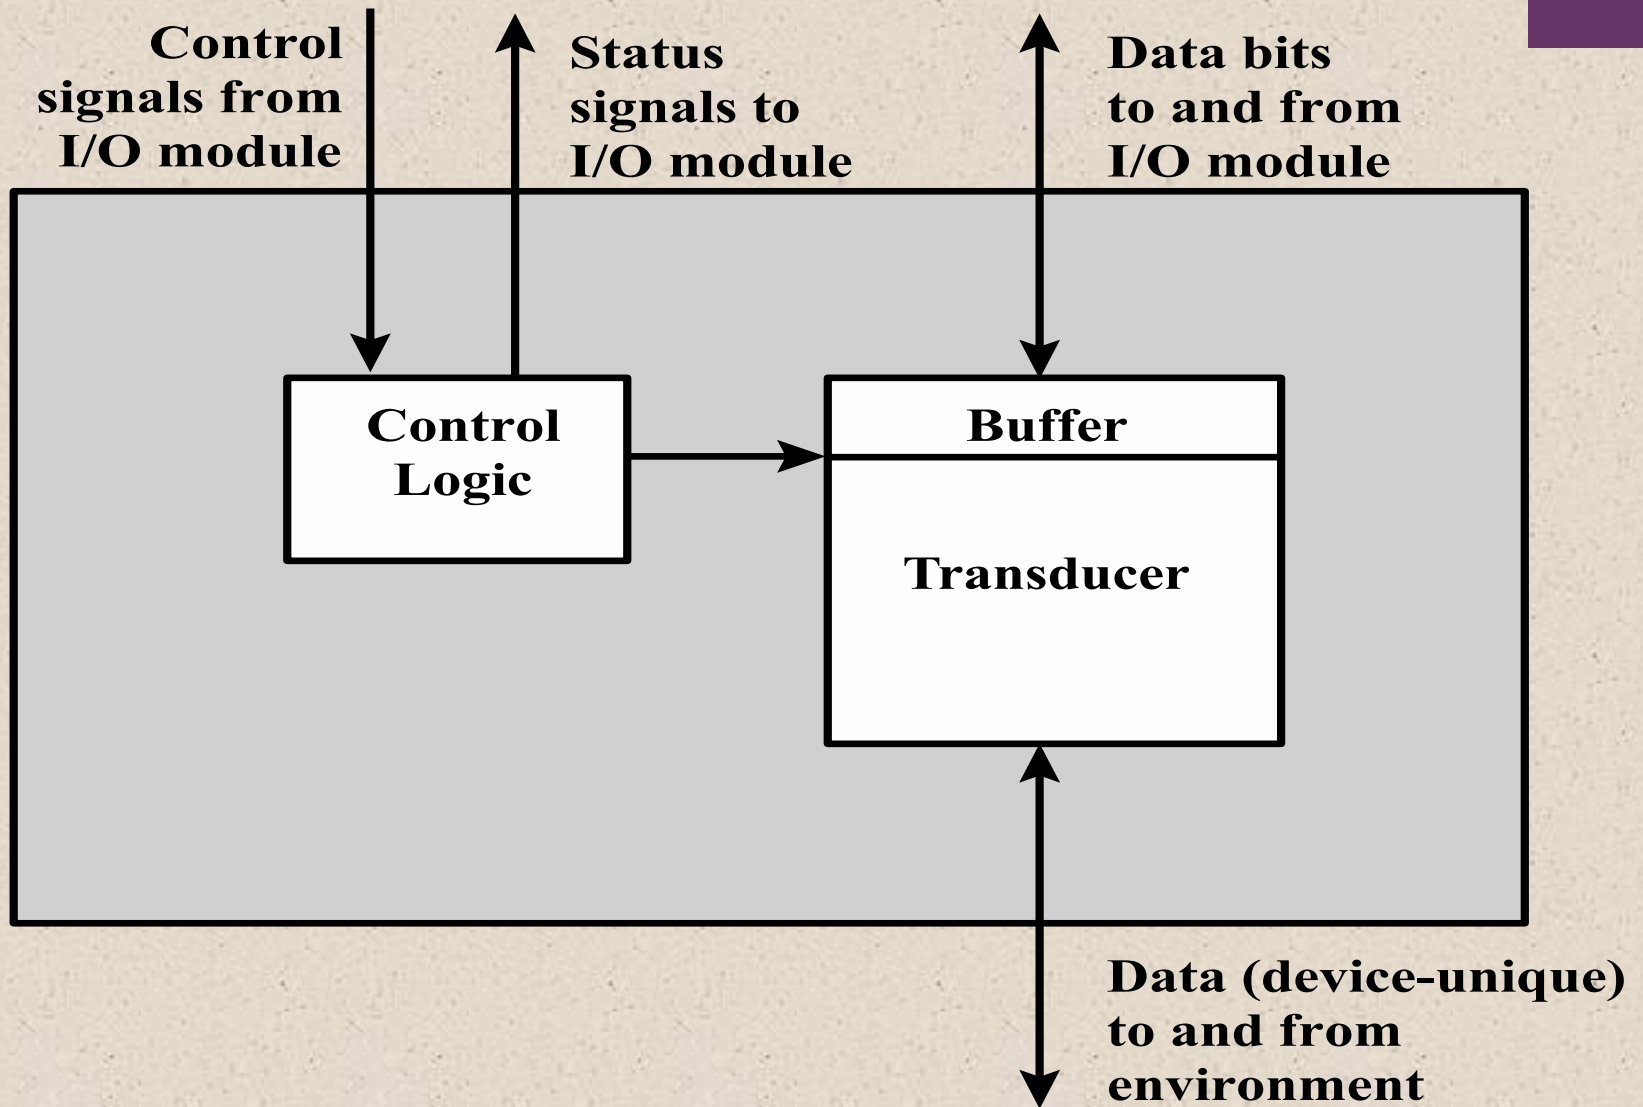 Control
signals from
I/O module
Status
signals to
I/O module
Data bits
to and from
I/O module
Control
Logic
Buffer
Transducer
Data (device-unique)
to and from
environment